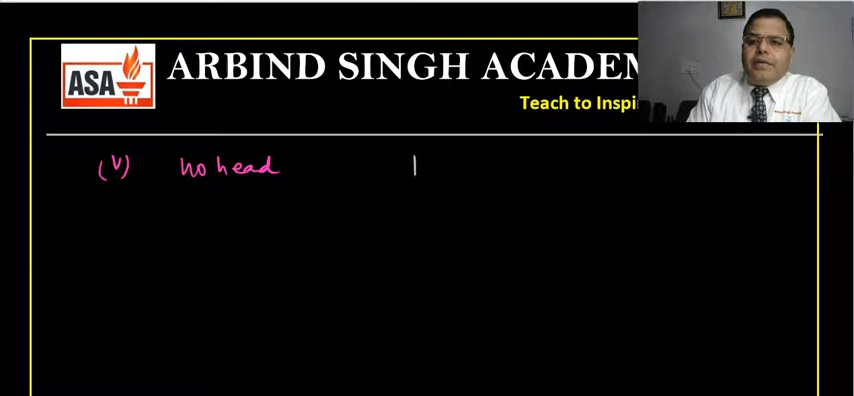 ASA
ARBIND SINGH ACADEM
Teach to Inspi
(v) no head